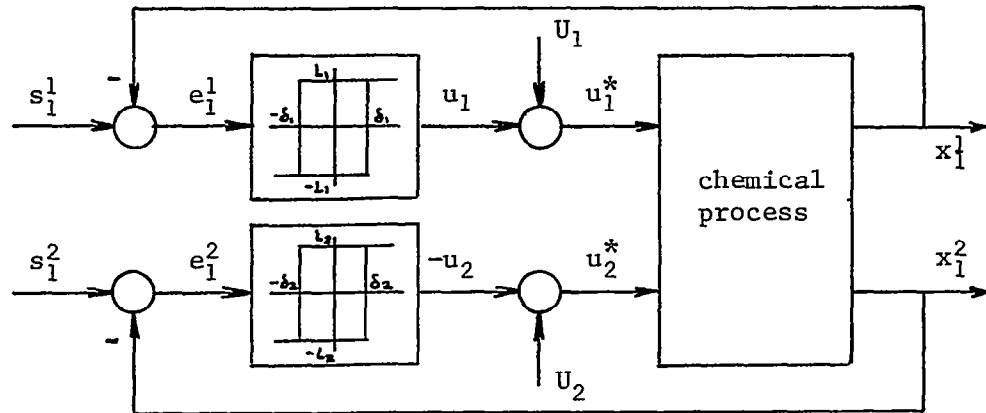 U₁
L₁
s₁¹ e₁¹ -δ₁ δ₁ u₁ u₁*
-L₁
x₁¹
chemical
process
L₂
s₁² e₁² -δ₂ δ₂ -u₂ u₂* x₁²
-L₂
U₂